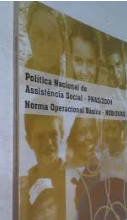 Política Nacional de
Assistência Social - PNAS/2004
Norma Operacional Básica - NOB/SUAS